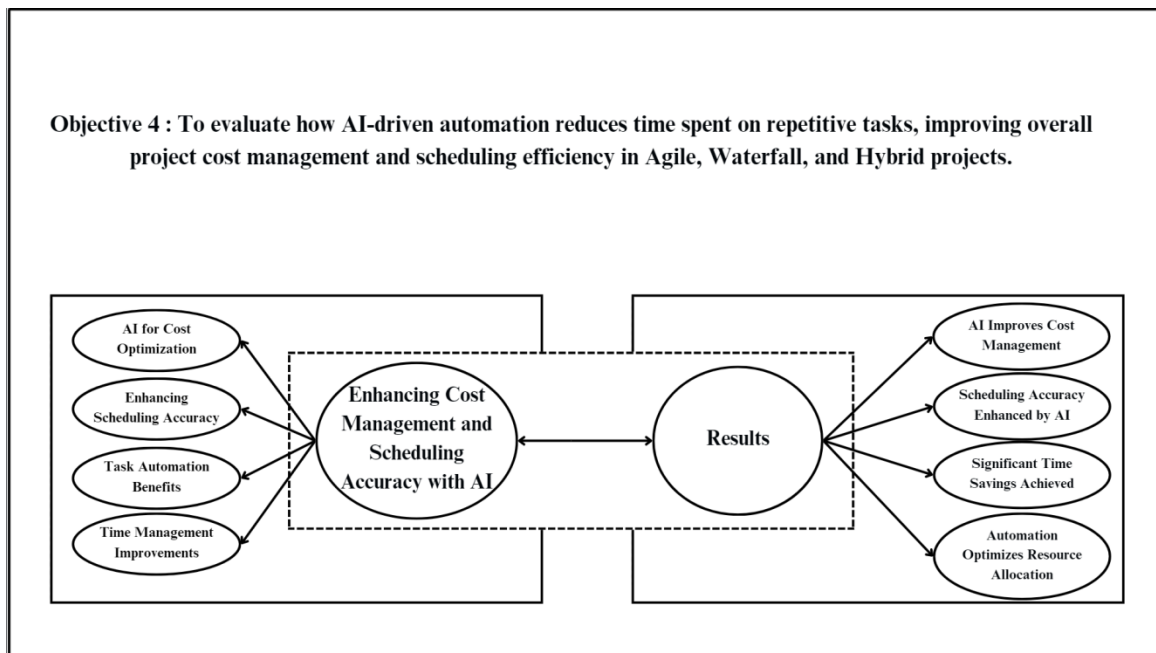 Objective 4 : To evaluate how AI-driven automation reduces time spent on repetitive tasks, improving overall
project cost management and scheduling efficiency in Agile, Waterfall, and Hybrid projects.
AI for Cost
Optimization
Enhancing
Scheduling Accuracy
Task Automation
Benefits
Time Management
Improvements
Enhancing Cost
Management and
Scheduling
Accuracy with AI
Results
AI Improves Cost
Management
Scheduling Accuracy
Enhanced by AI
Significant Time
Savings Achieved
Automation
Optimizes Resource
Allocation